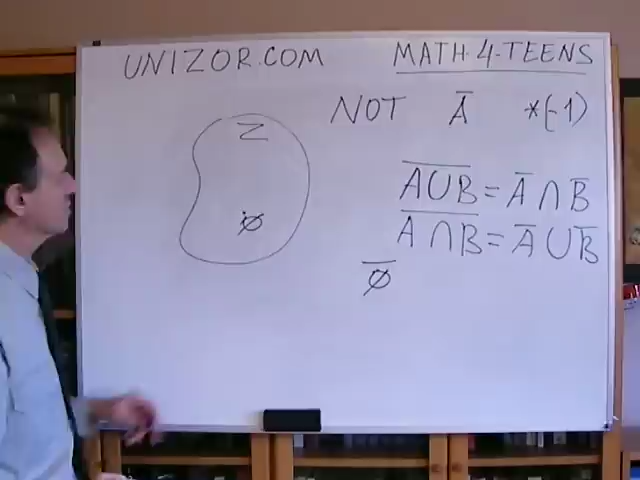 UNIZOR.COM MATH-4-TEENS
NOT A̅ *(-1)
Z
A̅∪̅B̅ = A̅ ∩ B̅
∅
A̅∩̅B̅ = A̅ ∪ B̅
∅̅